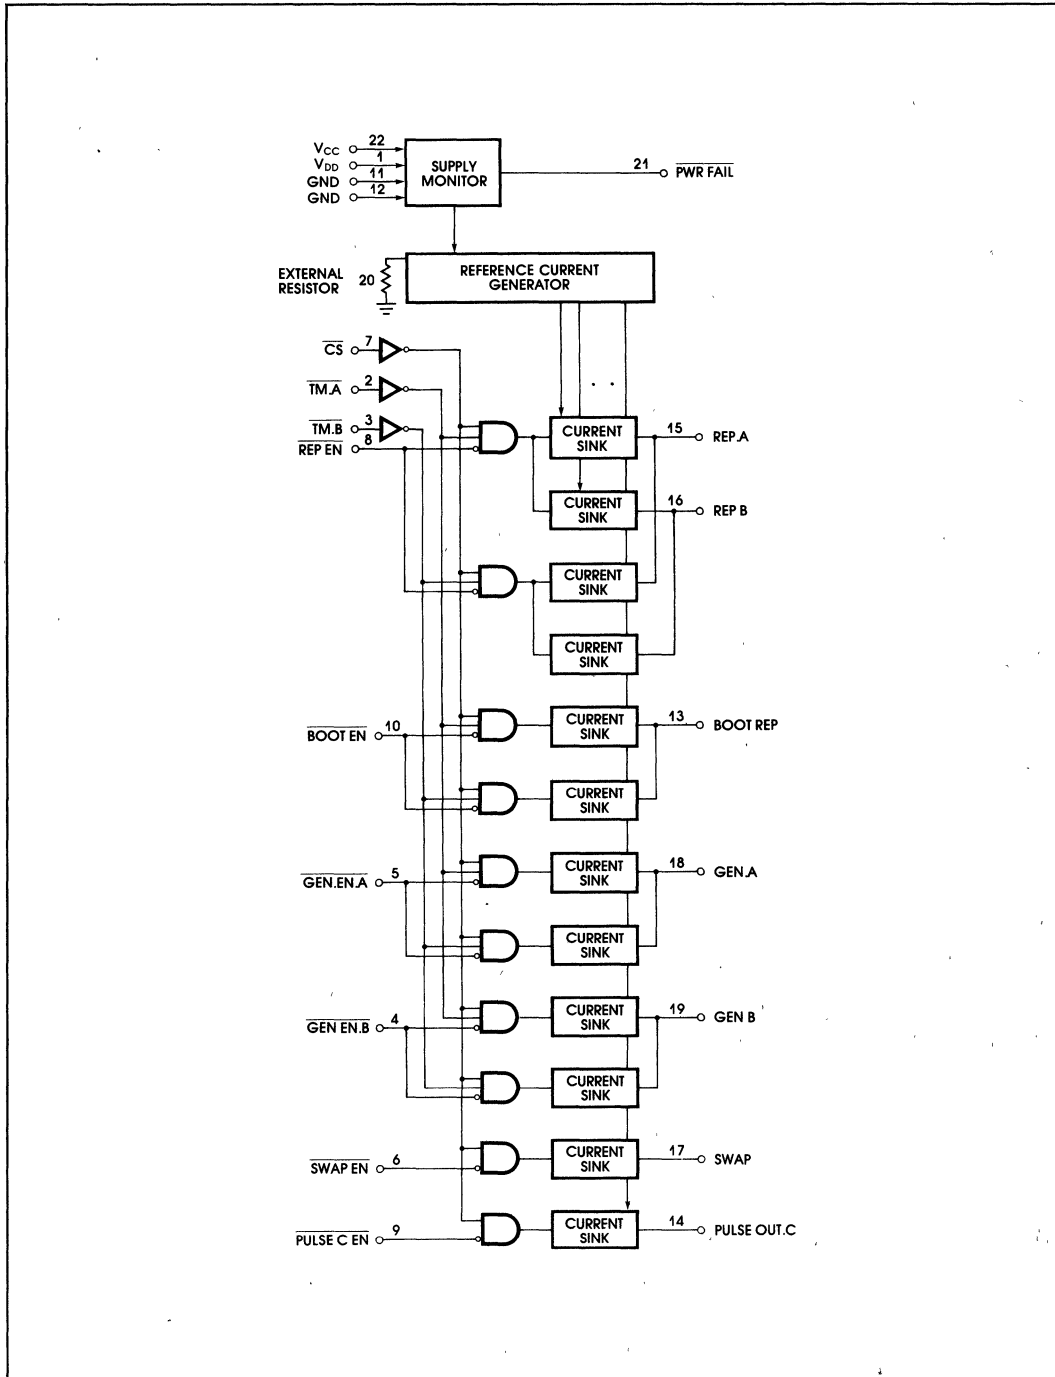 22
V_CC
1
V_DD
11
GND
12
GND
SUPPLY
MONITOR
21
PWR FAIL
EXTERNAL
RESISTOR
20
REFERENCE CURRENT
GENERATOR
CS
7
TM.A
2
TM.B
3
REP EN
8
CURRENT
SINK
15
REP.A
CURRENT
SINK
16
REP B
CURRENT
SINK
CURRENT
SINK
BOOT EN
10
CURRENT
SINK
13
BOOT REP
CURRENT
SINK
GEN.EN.A
5
CURRENT
SINK
18
GEN.A
CURRENT
SINK
GEN EN.B
4
CURRENT
SINK
19
GEN B
CURRENT
SINK
SWAP EN
6
CURRENT
SINK
17
SWAP
PULSE C EN
9
CURRENT
SINK
14
PULSE OUT.C